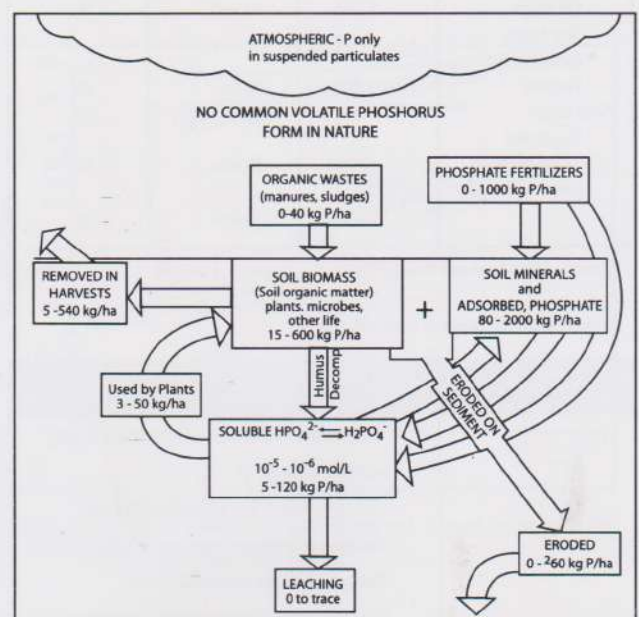 ATMOSPHERIC - P only
in suspended particulates
NO COMMON VOLATILE PHOSHORUS
FORM IN NATURE
ORGANIC WASTES
(manures, sludges)
0-40 kg P/ha
PHOSPHATE FERTILIZERS
0 - 1000 kg P/ha
REMOVED IN
HARVESTS
5 -540 kg/ha
SOIL BIOMASS
(Soil organic matter)
plants. microbes,
other life
15 - 600 kg P/ha
+
SOIL MINERALS
and
ADSORBED, PHOSPHATE
80 - 2000 kg P/ha
Used by Plants
3 - 50 kg/ha
Humus
Decomp
ERODED ON
SEDIMENT
SOLUBLE HPO₄²⁻ ⇌ H₂PO₄⁻
10⁻⁵ - 10⁻⁶ mol/L
5 -120 kg P/ha
LEACHING
0 to trace
ERODED
0 - ²60 kg P/ha